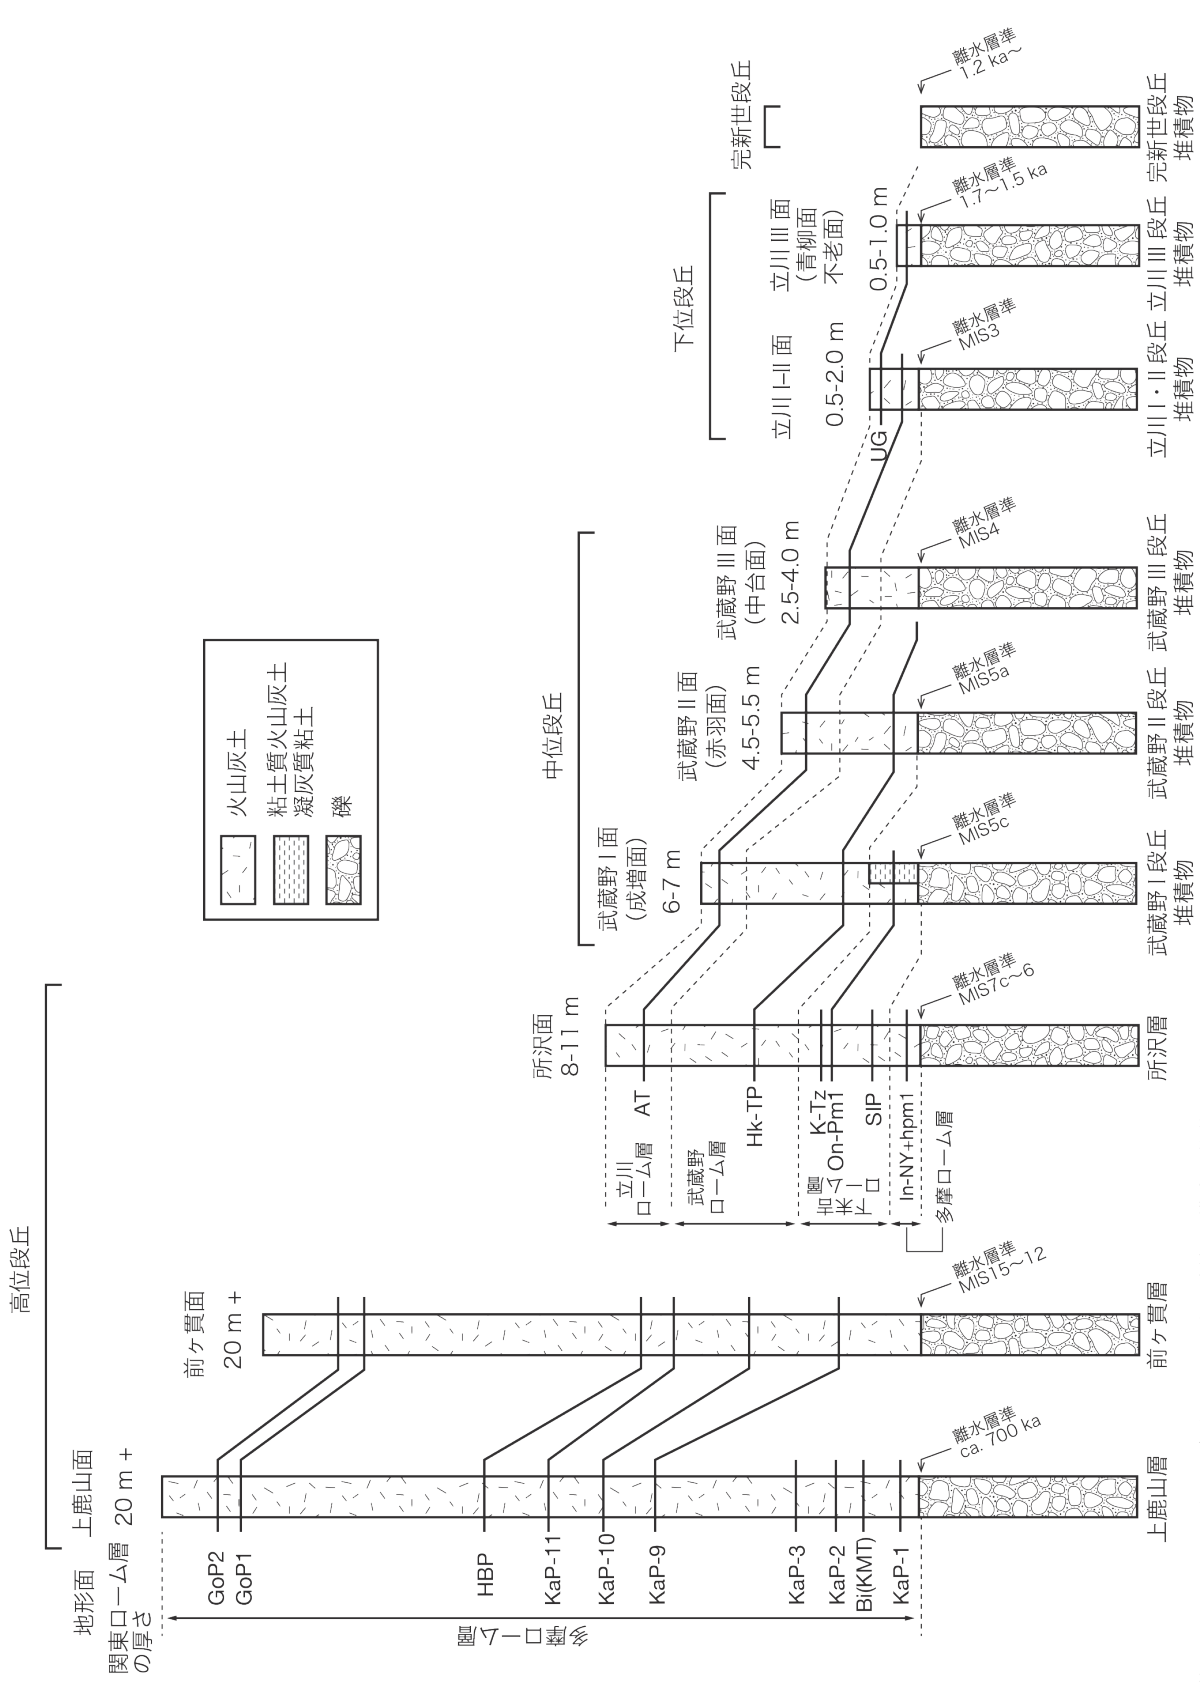 高位段丘
中位段丘
下位段丘
完新世段丘
地形面
関東ローム層
の厚さ
上鹿山面
20 m +
前ヶ貫面
20 m +
所沢面
8-11 m
武蔵野 I 面
(成増面)
6-7 m
武蔵野 II 面
(赤羽面)
4.5-5.5 m
武蔵野 III 面
(中台面)
2.5-4.0 m
立川 I-II 面
0.5-2.0 m
立川 III 面
(青柳面
不老面)
0.5-1.0 m
火山灰土
粘土質火山灰土
凝灰質粘土
礫
多摩ローム層
GoP2
GoP1
HBP
KaP-11
KaP-10
KaP-9
KaP-3
KaP-2
Bi(KMT)
KaP-1
立川
ローム層
武蔵野
ローム層
下末吉
ローム層
多摩ローム層
AT
Hk-TP
K-Tz
On-Pm1
SIP
In-NY+hpm1
UG
離水層準
ca. 700 ka
離水層準
MIS15〜12
離水層準
MIS7c〜6
離水層準
MIS5c
離水層準
MIS5a
離水層準
MIS4
離水層準
MIS3
離水層準
1.7〜1.5 ka
離水層準
1.2 ka〜
上鹿山層
前ヶ貫層
所沢層
武蔵野 I 段丘
堆積物
武蔵野 II 段丘
堆積物
武蔵野 III 段丘
堆積物
立川 I・II 段丘
堆積物
立川 III 段丘
堆積物
完新世段丘
堆積物